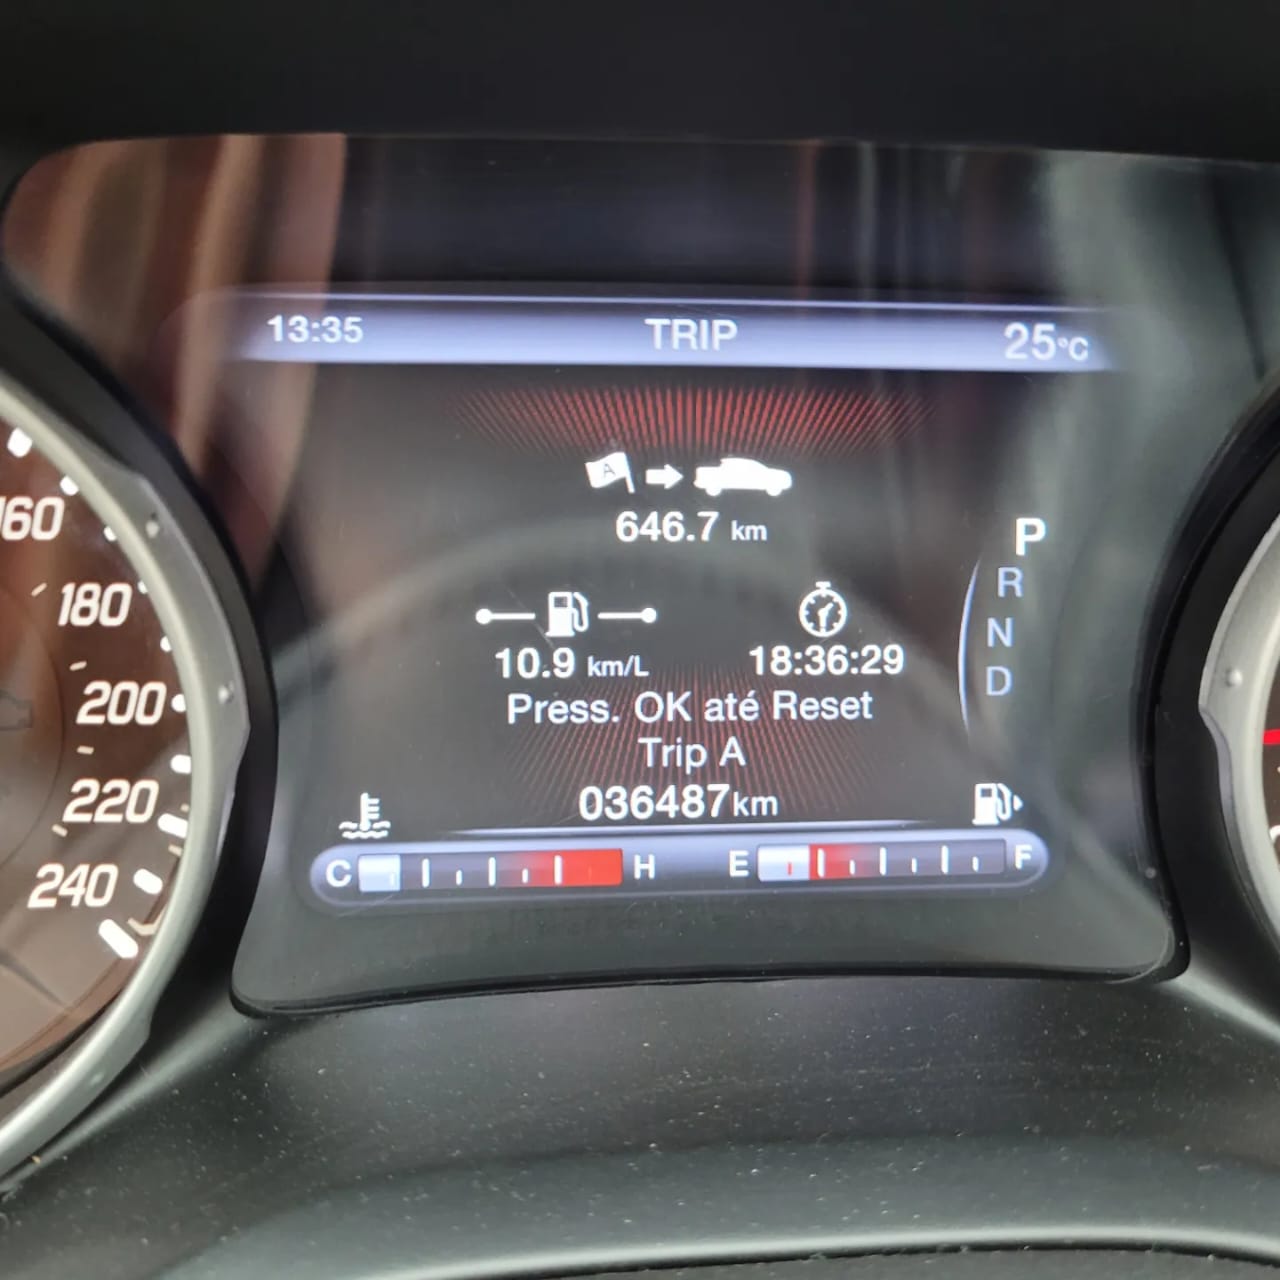 13:35 TRIP 25°C
A
646.7 km
10.9 km/L 18:36:29
Press. OK até Reset
Trip A
036487km
P
R
N
D
C H E F
160
180
200
220
240